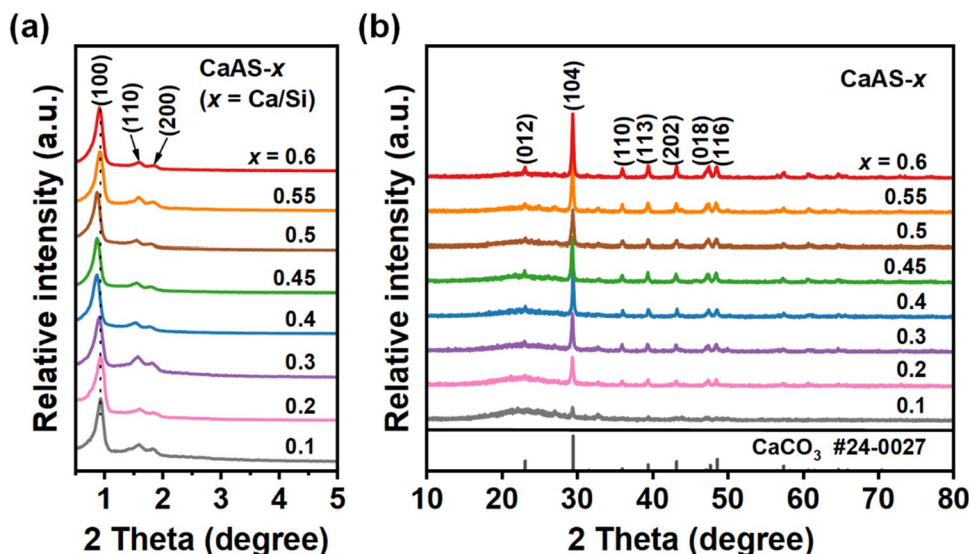 (a)
Relative intensity (a.u.)
CaAS-x
(x = Ca/Si)
(100)
(110)
(200)
x = 0.6
0.55
0.5
0.45
0.4
0.3
0.2
0.1
1 2 3 4 5
2 Theta (degree)
(b)
Relative intensity (a.u.)
CaAS-x
(012)
(104)
(110)
(113)
(202)
(018)
(116)
x = 0.6
0.55
0.5
0.45
0.4
0.3
0.2
0.1
CaCO₃ #24-0027
10 20 30 40 50 60 70 80
2 Theta (degree)